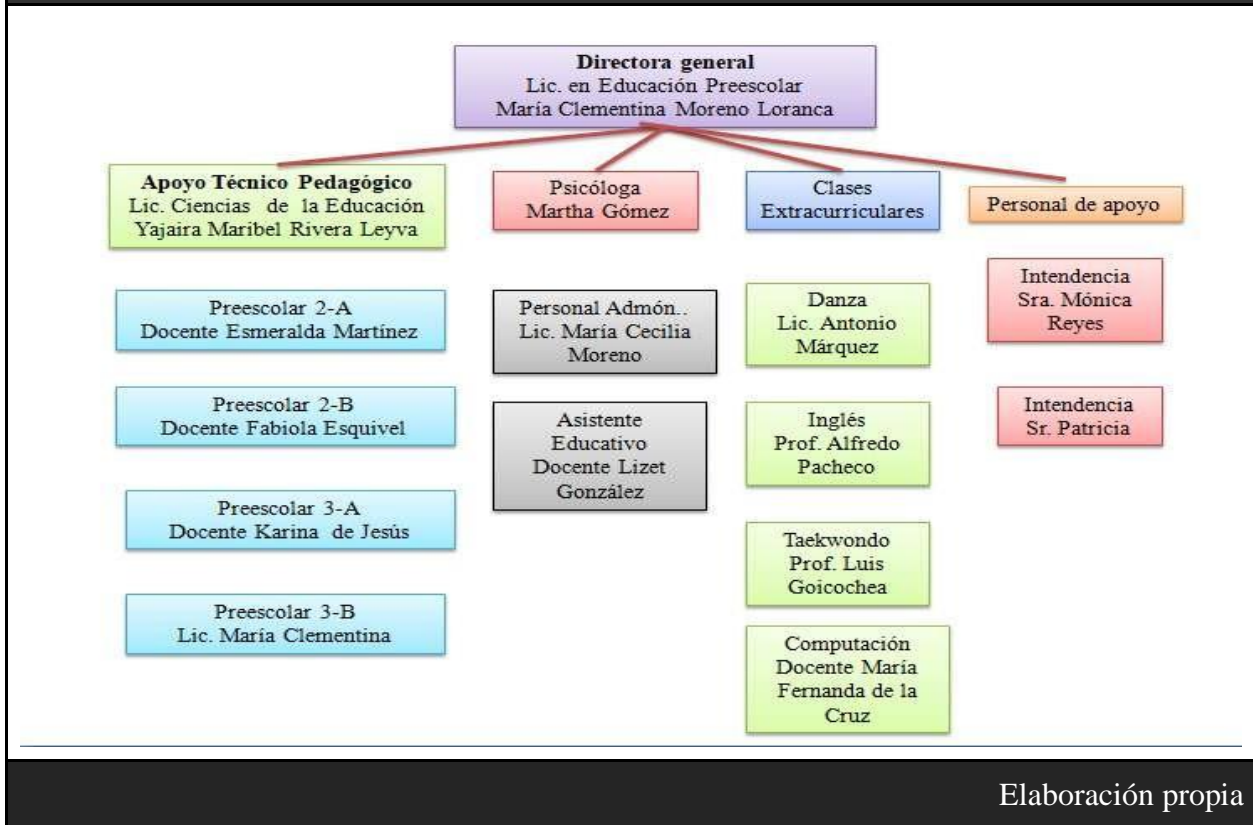 Directora general
Lic. en Educación Preescolar
María Clementina Moreno Loranca
Apoyo Técnico Pedagógico
Lic. Ciencias de la Educación
Yajaira Maribel Rivera Leyva
Preescolar 2-A
Docente Esmeralda Martínez
Preescolar 2-B
Docente Fabiola Esquivel
Preescolar 3-A
Docente Karina de Jesús
Preescolar 3-B
Lic. María Clementina
Psicóloga
Martha Gómez
Personal Admón..
Lic. María Cecilia
Moreno
Asistente
Educativo
Docente Lizet
González
Clases
Extracurriculares
Danza
Lic. Antonio
Márquez
Inglés
Prof. Alfredo
Pacheco
Taekwondo
Prof. Luis
Goicochea
Computación
Docente María
Fernanda de la
Cruz
Personal de apoyo
Intendencia
Sra. Mónica
Reyes
Intendencia
Sr. Patricia
Elaboración propia